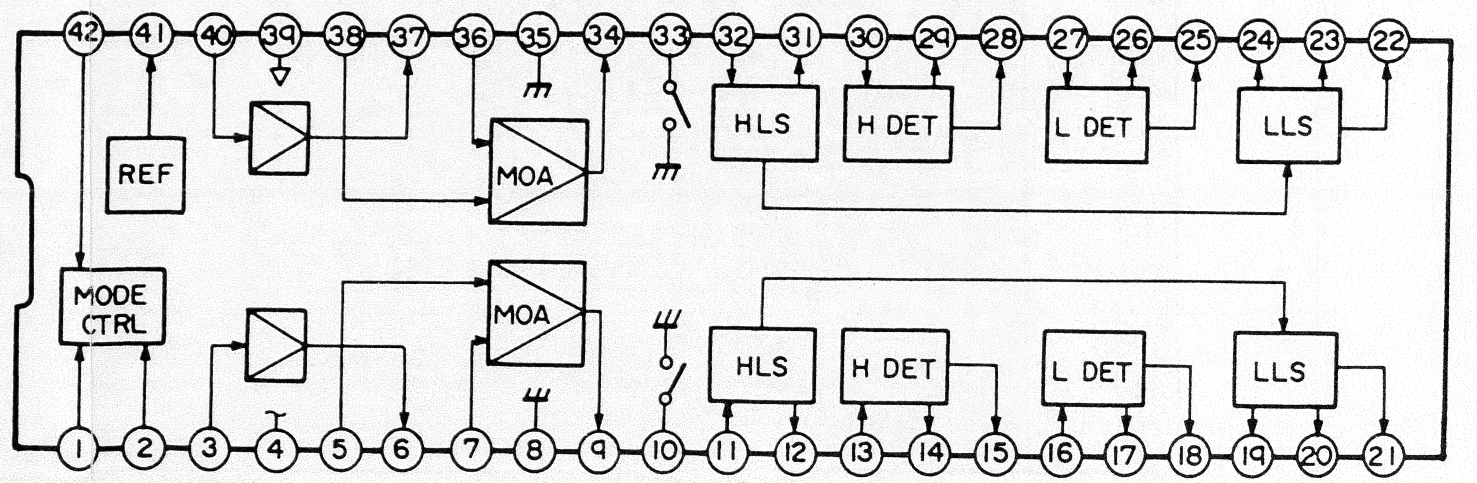 42 41 40 39 38 37 36 35 34 33 32 31 30 29 28 27 26 25 24 23 22
HLS H DET L DET LLS
REF MOA
MODE
CTRL
MOA
HLS H DET L DET LLS
1 2 3 4 5 6 7 8 9 10 11 12 13 14 15 16 17 18 19 20 21